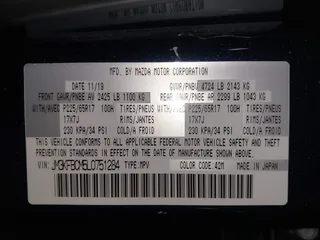 MFD. BY MAZDA MOTOR CORPORATION
DATE 11/19 GVWR/PNBV 4724 LB 2143 KG
FRONT GAWR/PNBE AV 2425 LB 1100 KG REAR GAWR/PNBE AR 2299 LB 1043 KG
WITH/AVEC P225/65R17 100H TIRES/PNEUS WITH/AVEC P225/65R17 100H TIRES/PNEUS
17X7J RIMS/JANTES 17X7J RIMS/JANTES
230 KPA/34 PSI COLD/A FROID 230 KPA/34 PSI COLD/A FROID
THIS VEHICLE CONFORMS TO ALL APPLICABLE FEDERAL MOTOR VEHICLE SAFETY AND THEFT PREVENTION
STANDARDS IN EFFECT ON THE DATE OF MANUFACTURE SHOWN ABOVE.
VIN: JM3KFBCM5L0751284 TYPE: MPV COLOR CODE: 42M MADE IN JAPAN